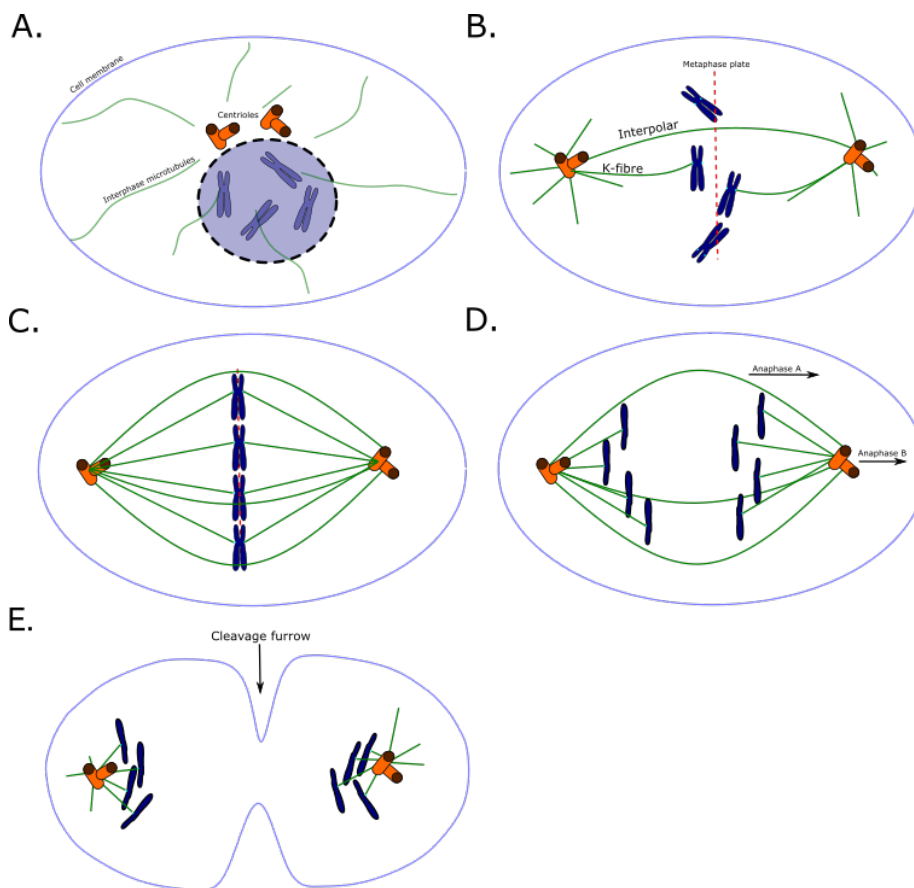 A.
Cell membrane
Centrioles
Interphase microtubules
B.
Metaphase plate
Interpolar
K-fibre
C.
D.
Anaphase A
Anaphase B
E.
Cleavage furrow